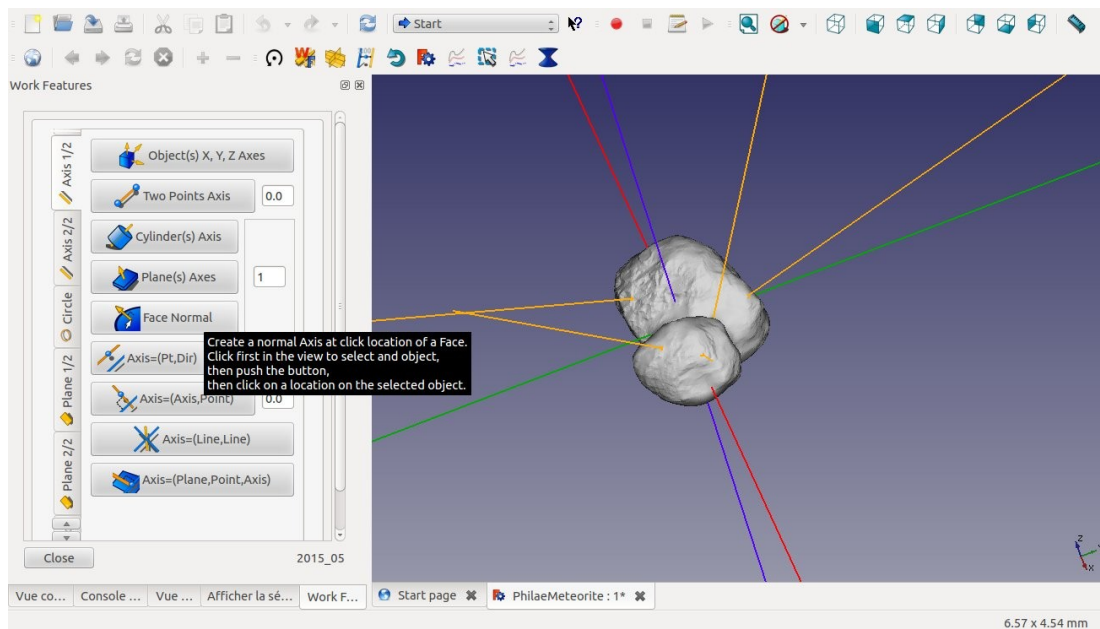 Start
Work Features
Axis 1/2
Axis 2/2
Circle
Plane 1/2
Plane 2/2
Object(s) X, Y, Z Axes
Two Points Axis
0.0
Cylinder(s) Axis
Plane(s) Axes
1
Face Normal
Create a normal Axis at click location of a Face.
Click first in the view to select and object,
then push the button,
then click on a location on the selected object.
Axis=(Pt,Dir)
Axis=(Axis,Point)
0.0
Axis=(Line,Line)
Axis=(Plane,Point,Axis)
Close
2015_05
Z
X
Vue co...
Console ...
Vue ...
Afficher la sé...
Work F...
Start page
PhilaeMeteorite : 1*
6.57 x 4.54 mm